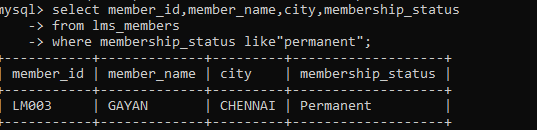 mysql> select member_id,member_name,city,membership_status
    -> from lms_members
    -> where membership_status like"permanent";
+-----------+-------------+---------+-------------------+
| member_id | member_name | city    | membership_status |
+-----------+-------------+---------+-------------------+
| LM003     | GAYAN       | CHENNAI | Permanent         |
+-----------+-------------+---------+-------------------+